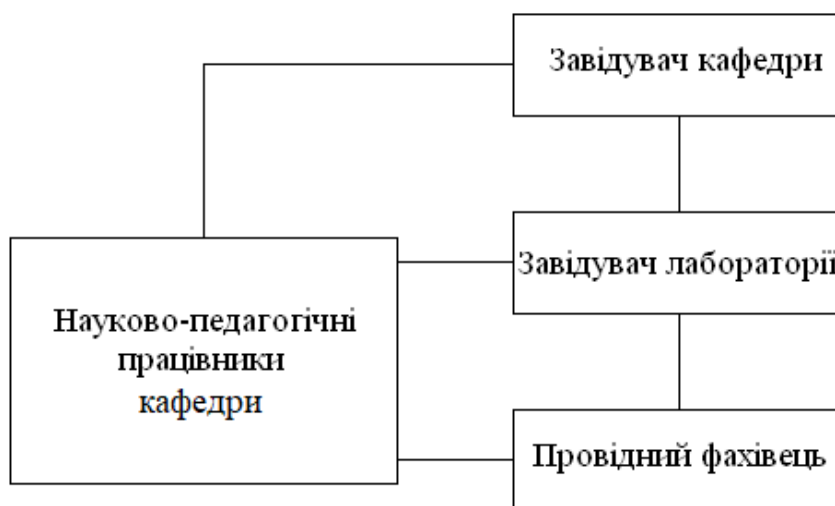 Завідувач кафедри
Завідувач лабораторії
Науково-педагогічні
працівники
кафедри
Провідний фахівець